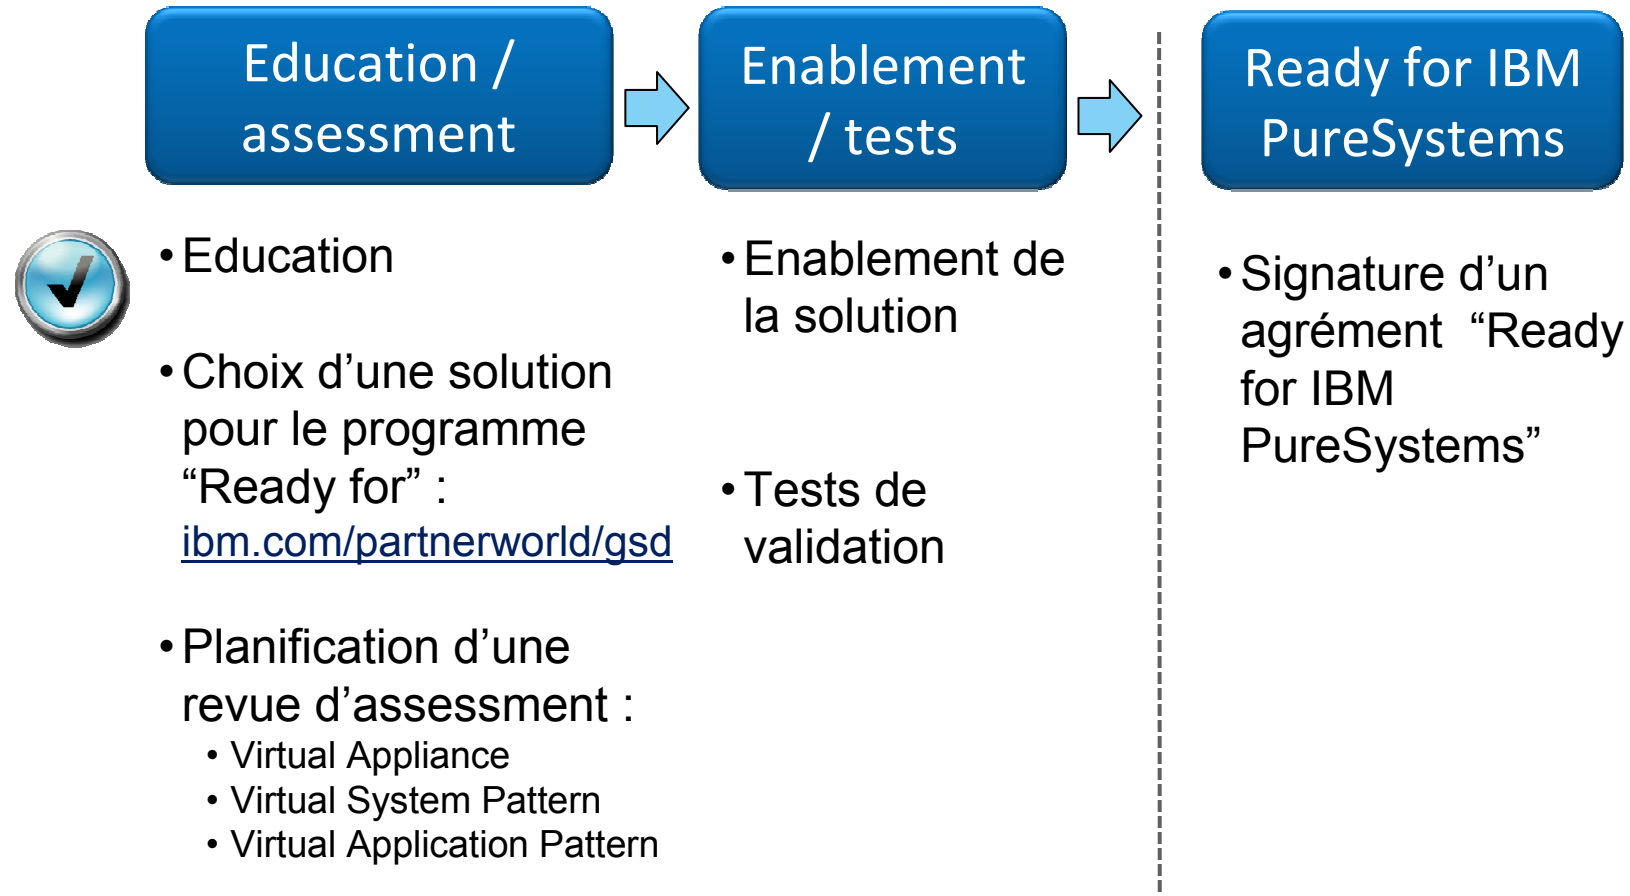 Education /
assessment
Enablement
/ tests
Ready for IBM
PureSystems
• Education
• Choix d’une solution
pour le programme
“Ready for” :
ibm.com/partnerworld/gsd
• Planification d’une
revue d’assessment :
• Virtual Appliance
• Virtual System Pattern
• Virtual Application Pattern
• Enablement de
la solution
• Tests de
validation
• Signature d’un
agrément “Ready
for IBM
PureSystems”